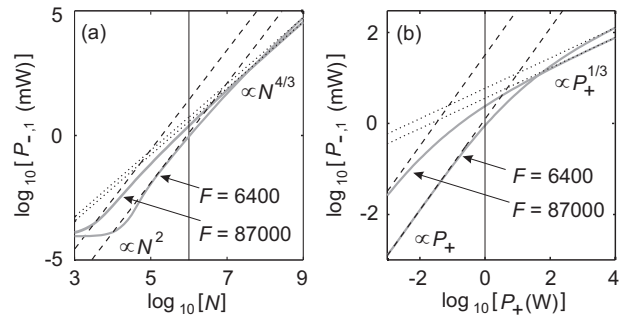 (a)
log₁₀[P₋,₁ (mW)]
5
0
-5
∝N^4/3
F = 6400
F = 87000
∝N²
3 5 7 9
log₁₀[N]
(b)
log₁₀[P₋,₁ (mW)]
2
0
-2
∝P₊^1/3
F = 6400
F = 87000
∝P₊
-2 0 2 4
log₁₀[P₊(W)]